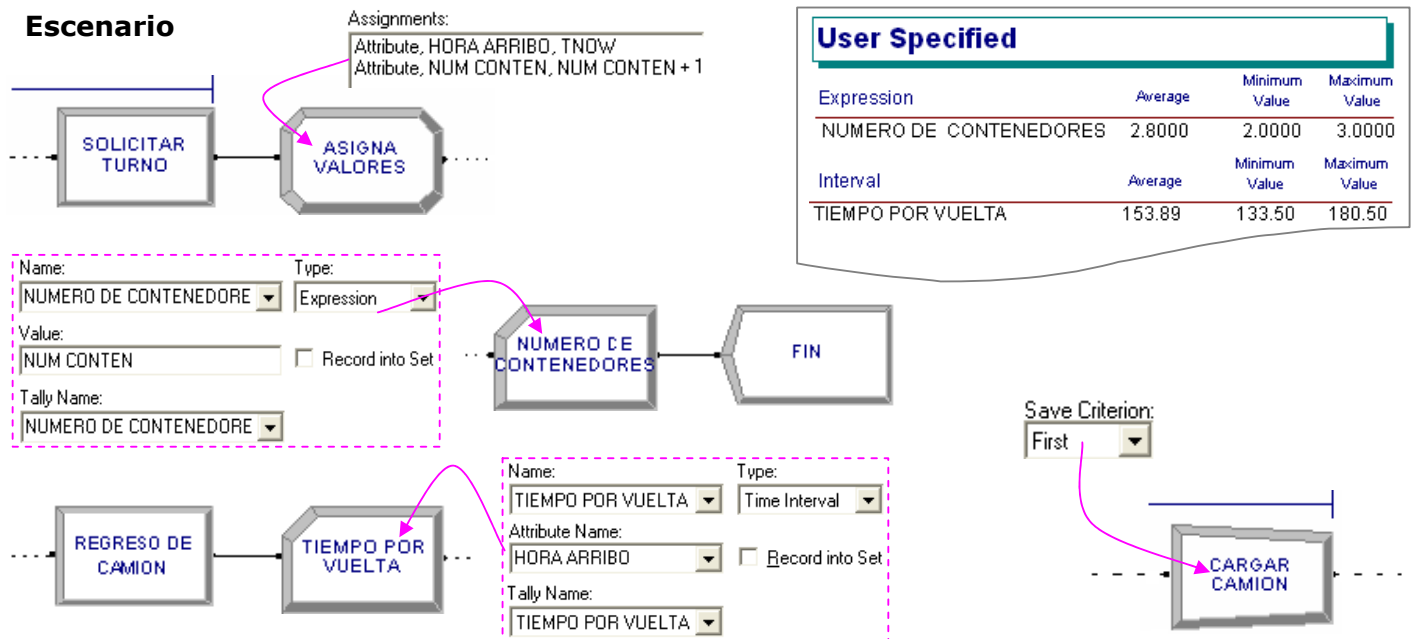 Escenario
Assignments:
Attribute, HORA ARRIBO, TNOW
Attribute, NUM CONTEN, NUM CONTEN + 1
SOLICITAR
TURNO
ASIGNA
VALORES
User Specified
Expression Average Minimum Value Maximum Value
NUMERO DE CONTENEDORES 2.8000 2.0000 3.0000
Interval Average Minimum Value Maximum Value
TIEMPO POR VUELTA 153.89 133.50 180.50
Name: Type:
NUMERO DE CONTENEDORE Expression
Value:
NUM CONTEN Record into Set
Tally Name:
NUMERO DE CONTENEDORE
NUMERO DE
CONTENEDORES
FIN
Save Criterion:
First
CARGAR
CAMION
REGRESO DE
CAMION
TIEMPO POR
VUELTA
Name: Type:
TIEMPO POR VUELTA Time Interval
Attribute Name:
HORA ARRIBO Record into Set
Tally Name:
TIEMPO POR VUELTA